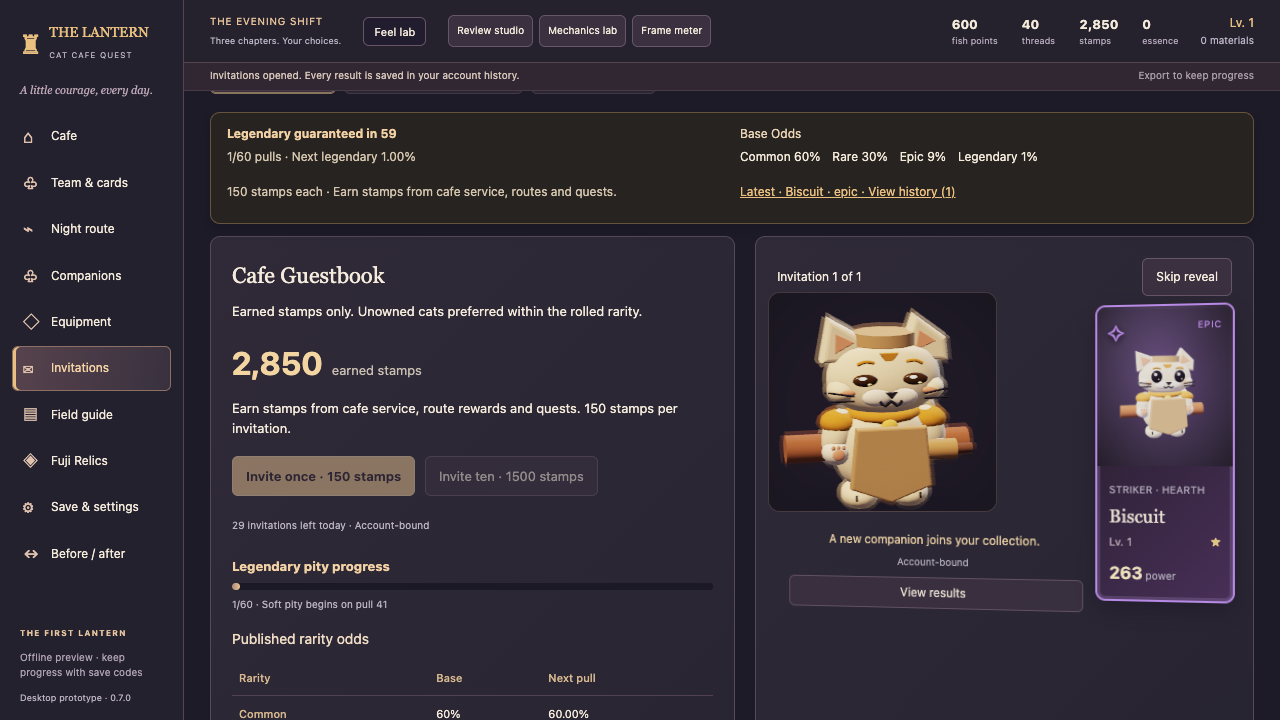 THE LANTERN
CAT CAFE QUEST
A little courage, every day.
Cafe
Team & cards
Night route
Companions
Equipment
Invitations
Field guide
Fuji Relics
Save & settings
Before / after
THE FIRST LANTERN
Offline preview · keep
progress with save codes
Desktop prototype · 0.7.0
THE EVENING SHIFT
Three chapters. Your choices.
Feel lab
Review studio
Mechanics lab
Frame meter
600
fish points
40
threads
2,850
stamps
0
essence
Lv. 1
0 materials
Invitations opened. Every result is saved in your account history.
Export to keep progress
Legendary guaranteed in 59
1/60 pulls · Next legendary 1.00%
150 stamps each · Earn stamps from cafe service, routes and quests.
Base Odds
Common 60% Rare 30% Epic 9% Legendary 1%
Latest · Biscuit · epic · View history (1)
Cafe Guestbook
Earned stamps only. Unowned cats preferred within the rolled rarity.
2,850 earned stamps
Earn stamps from cafe service, route rewards and quests. 150 stamps per
invitation.
Invite once · 150 stamps
Invite ten · 1500 stamps
29 invitations left today · Account-bound
Legendary pity progress
1/60 · Soft pity begins on pull 41
Published rarity odds
Rarity Base Next pull
Common 60% 60.00%
Invitation 1 of 1
Skip reveal
EPIC
STRIKER · HEARTH
Biscuit
Lv. 1
263 power
A new companion joins your collection.
Account-bound
View results